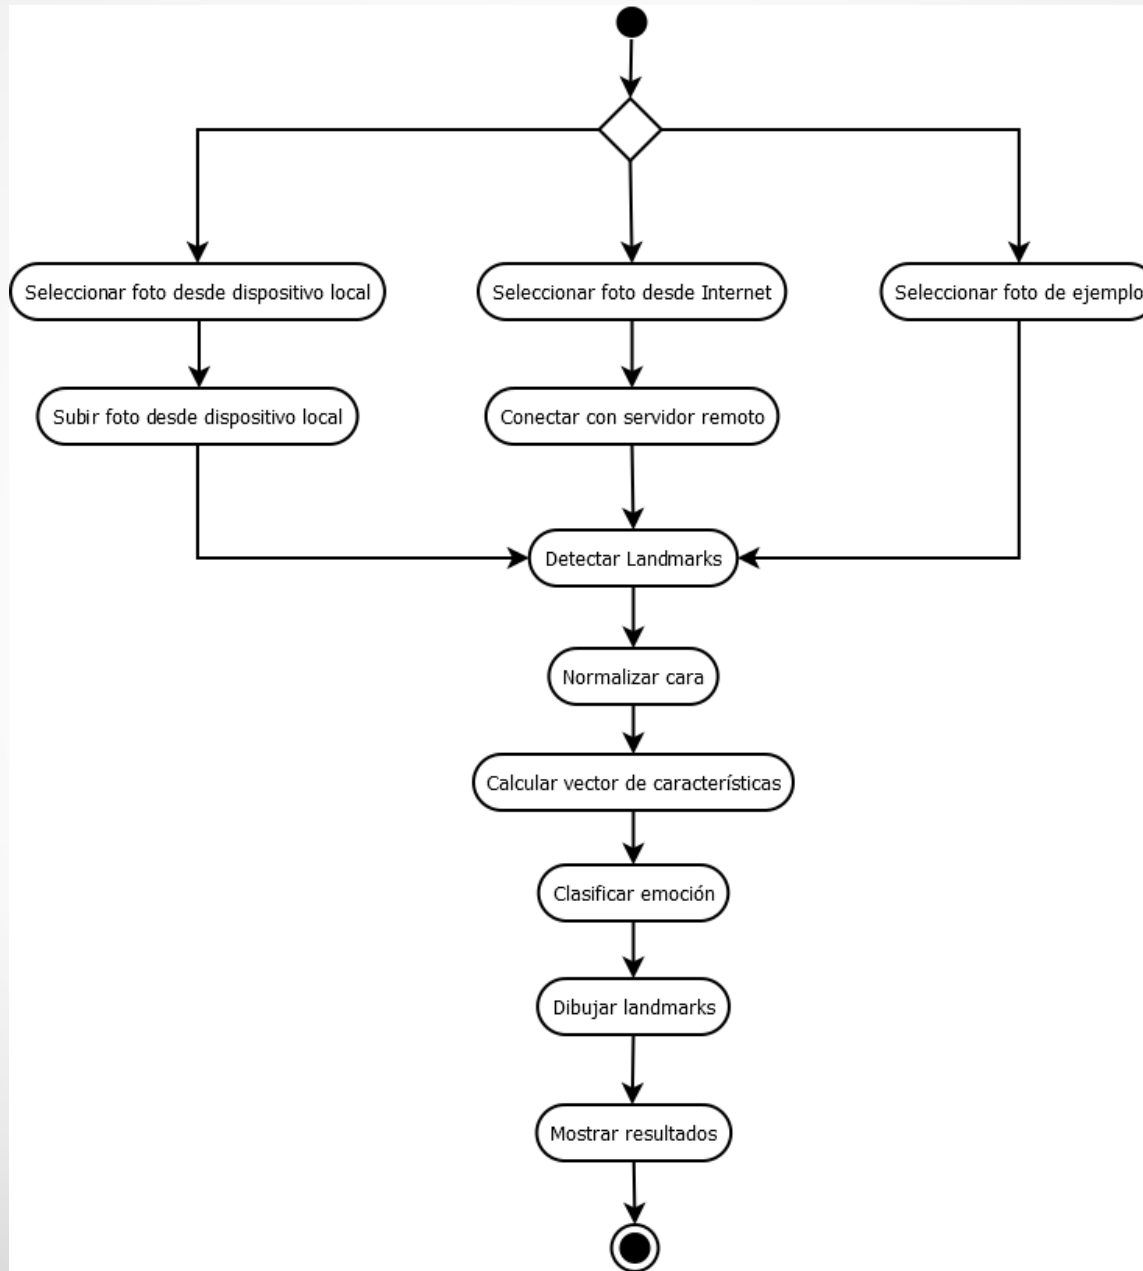 Seleccionar foto desde dispositivo local
Seleccionar foto desde Internet
Seleccionar foto de ejemplo
Subir foto desde dispositivo local
Conectar con servidor remoto
Detectar Landmarks
Normalizar cara
Calcular vector de característícas
Clasificar emoción
Dibujar landmarks
Mostrar resultados